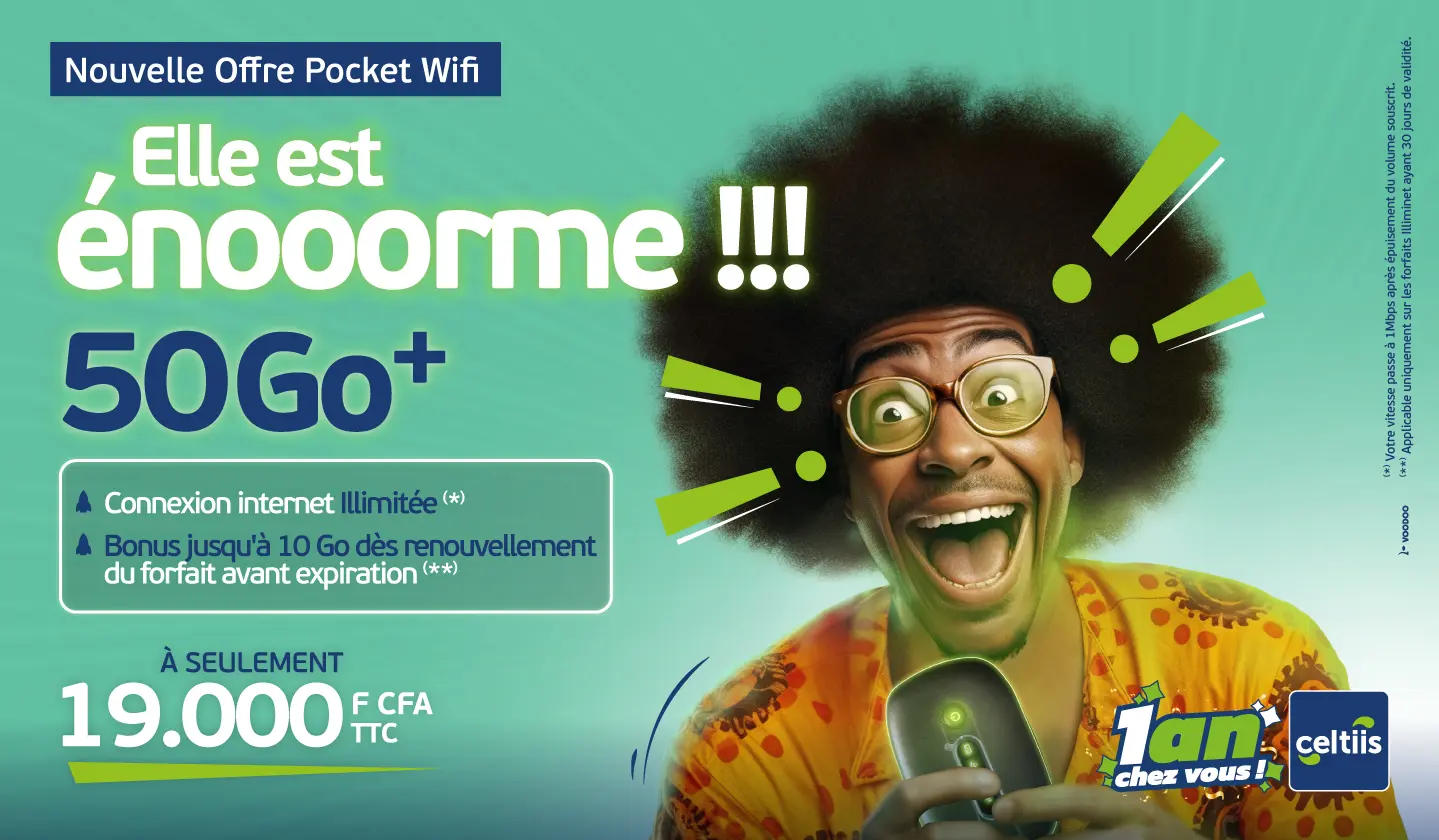 Nouvelle Offre Pocket Wifi
Elle est
énooorme !!!
50Go+
Connexion internet Illimitée (*)
Bonus jusqu'à 10 Go dès renouvellement
du forfait avant expiration (**)
À SEULEMENT
19.000 F CFA
TTC
1an
chez vous !
celtiis
(*) Votre vitesse passe à 1Mbps après épuisement du volume souscrit.
(**) Applicable uniquement sur les forfaits Illiminet ayant 30 jours de validité.
VOODOO